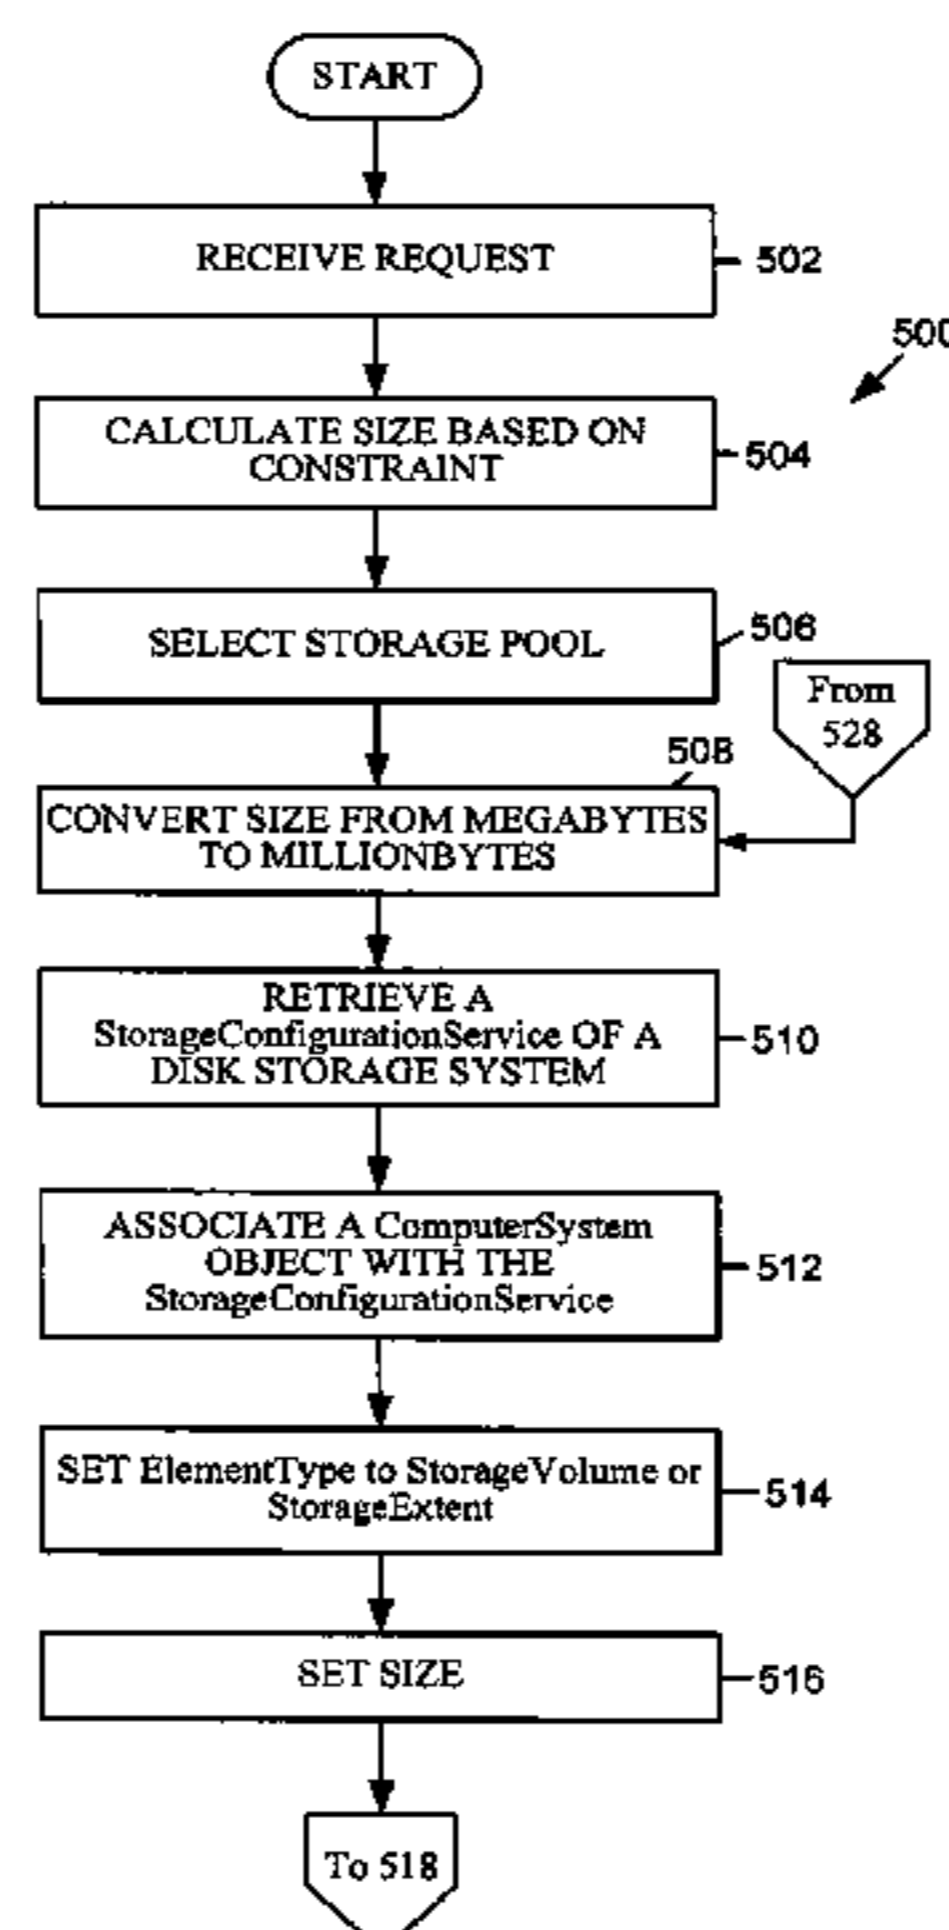 START
RECEIVE REQUEST
502
500
CALCULATE SIZE BASED ON
CONSTRAINT
504
SELECT STORAGE POOL
506
From
528
508
CONVERT SIZE FROM MEGABYTES
TO MILLIONBYTES
RETRIEVE A
StorageConfigurationService OF A
DISK STORAGE SYSTEM
510
ASSOCIATE A ComputerSystem
OBJECT WITH THE
StorageConfigurationService
512
SET ElementType to StorageVolume or
StorageExtent
514
SET SIZE
516
To 518